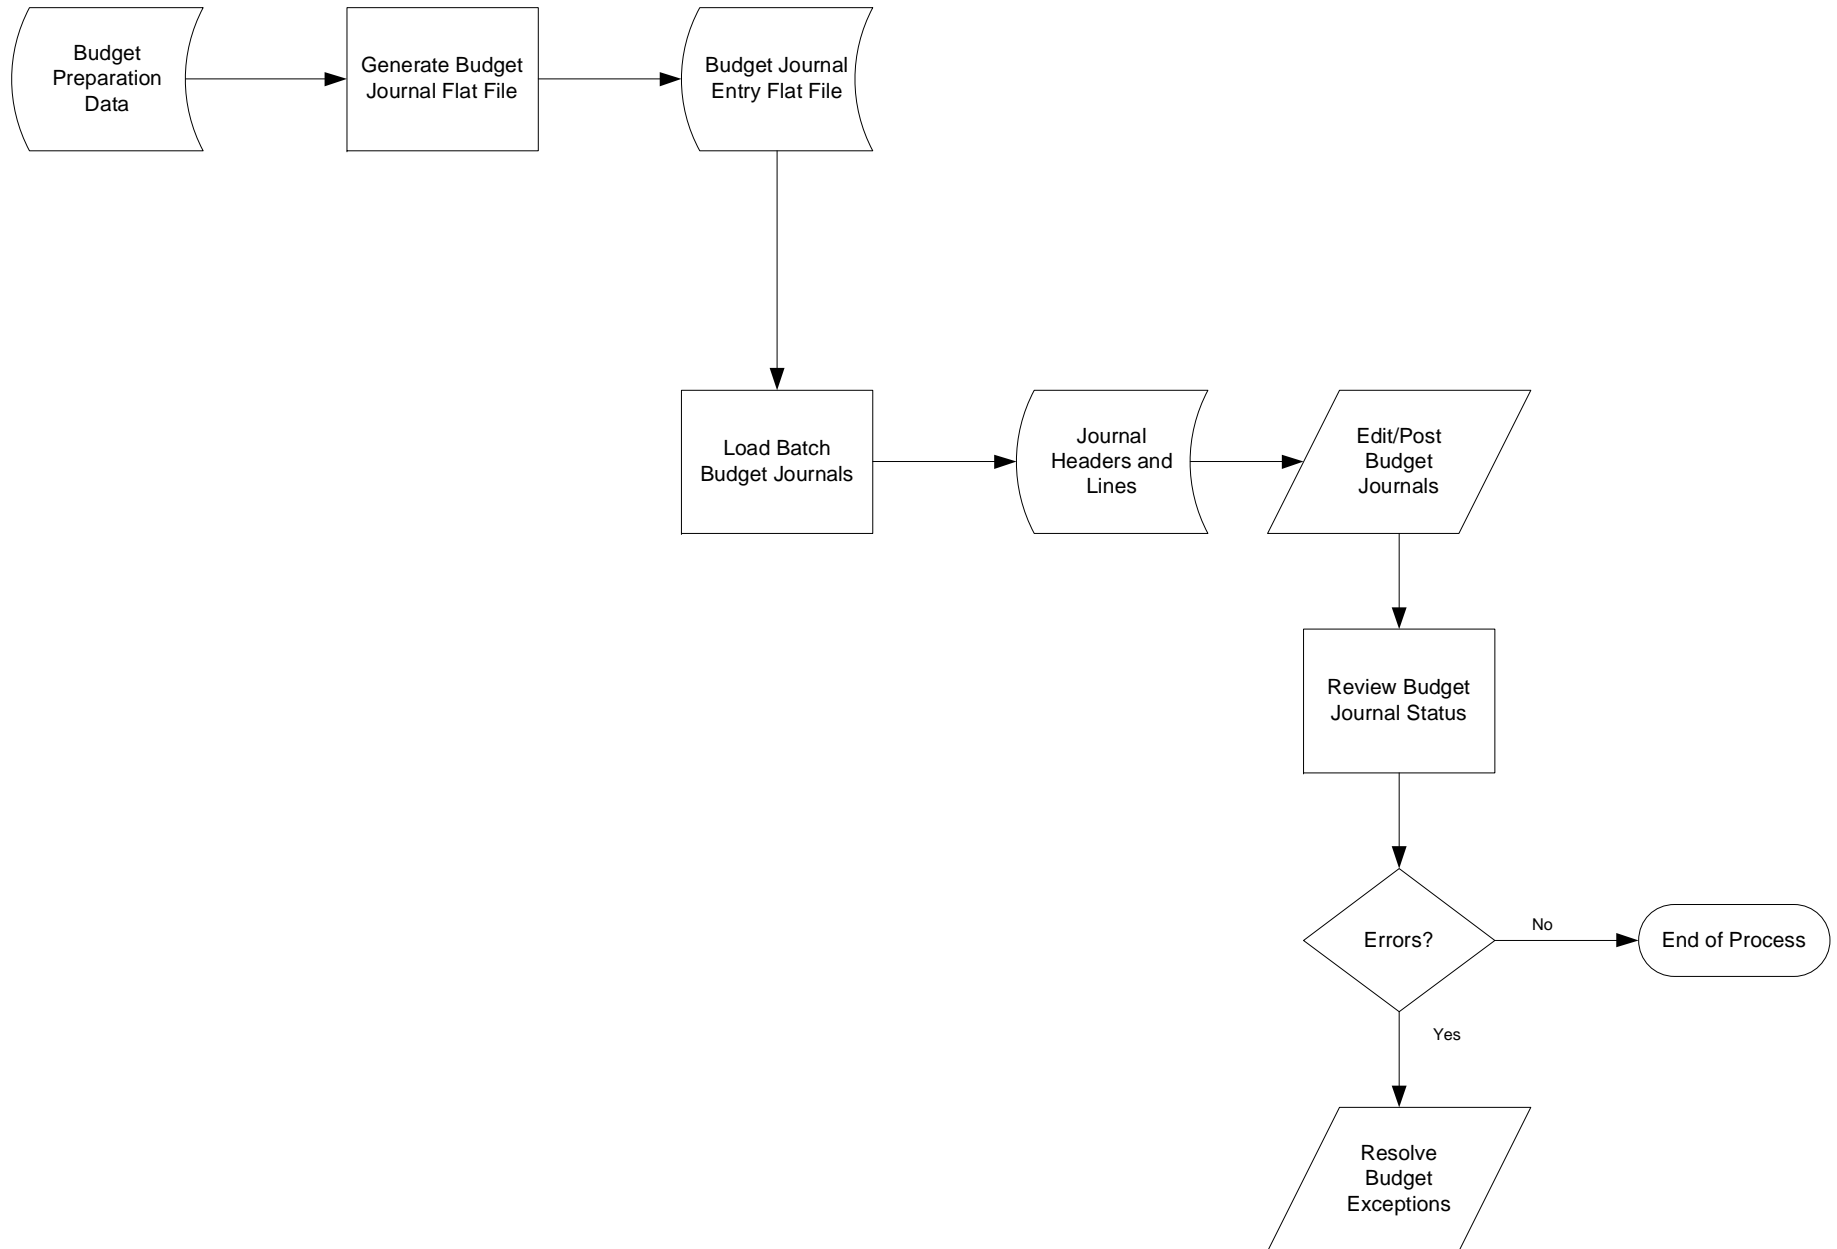 Budget
Preparation
Data
Generate Budget
Journal Flat File
Budget Journal
Entry Flat File
Load Batch
Budget Journals
Journal
Headers and
Lines
Edit/Post
Budget
Journals
Review Budget
Journal Status
Errors?
No
End of Process
Yes
Resolve
Budget
Exceptions